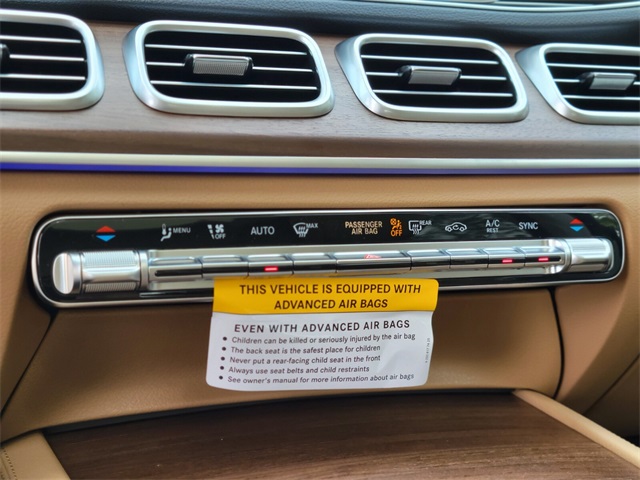 MENU OFF AUTO MAX PASSENGER AIR BAG OFF REAR A/C REST SYNC
THIS VEHICLE IS EQUIPPED WITH
ADVANCED AIR BAGS
EVEN WITH ADVANCED AIR BAGS
• Children can be killed or seriously injured by the air bag
• The back seat is the safest place for children
• Never put a rear-facing child seat in the front
• Always use seat belts and child restraints
• See owner's manual for more information about air bags